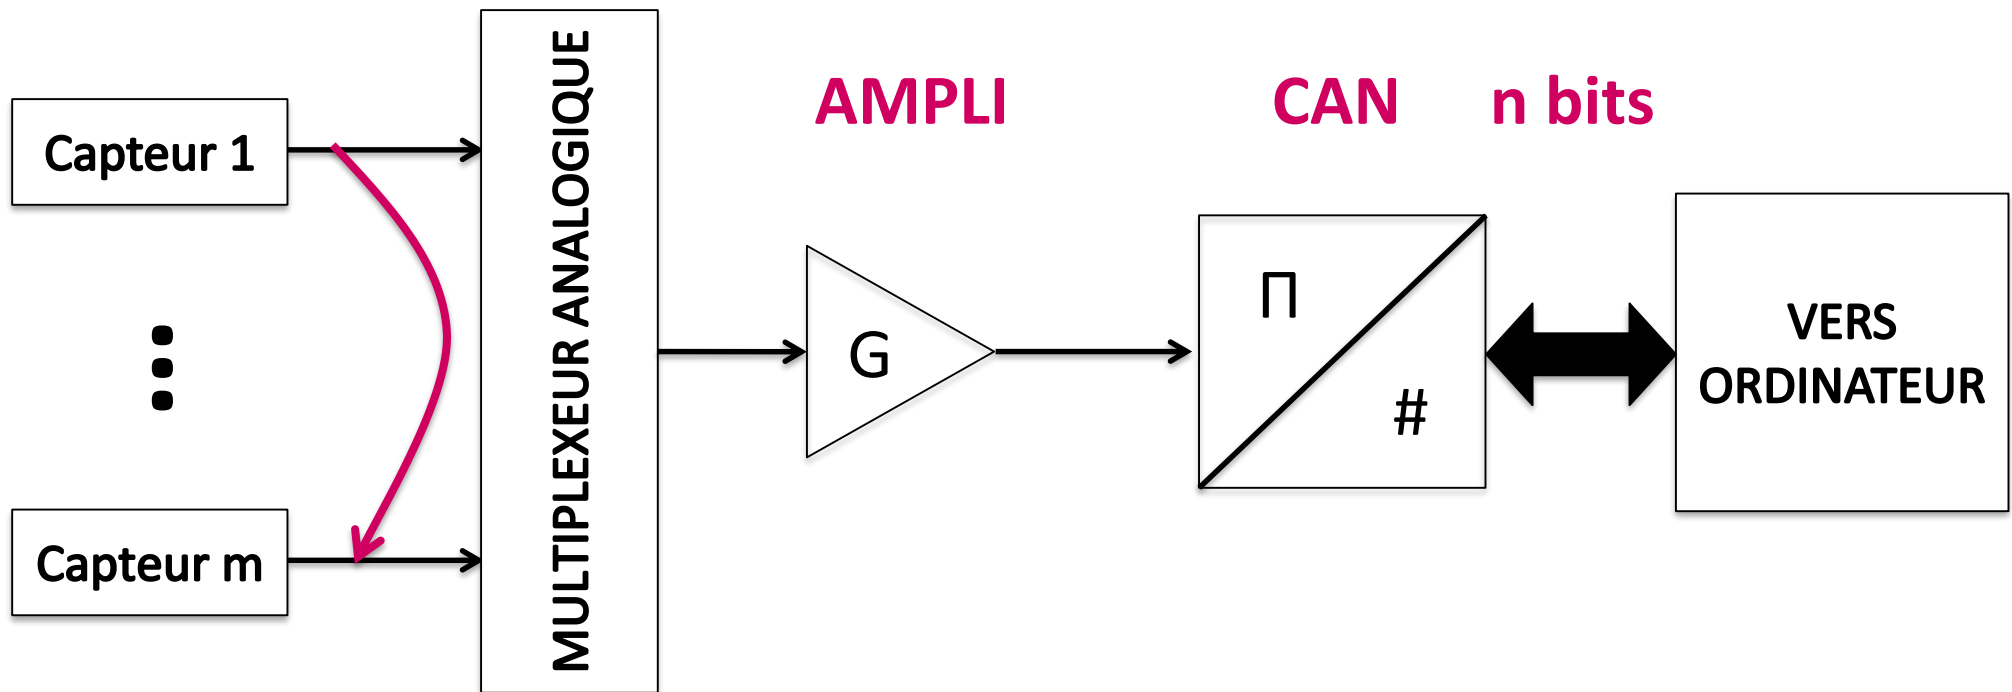 Capteur 1
Capteur m
MULTIPLEXEUR ANALOGIQUE
AMPLI
G
CAN n bits
Π
#
VERS
ORDINATEUR